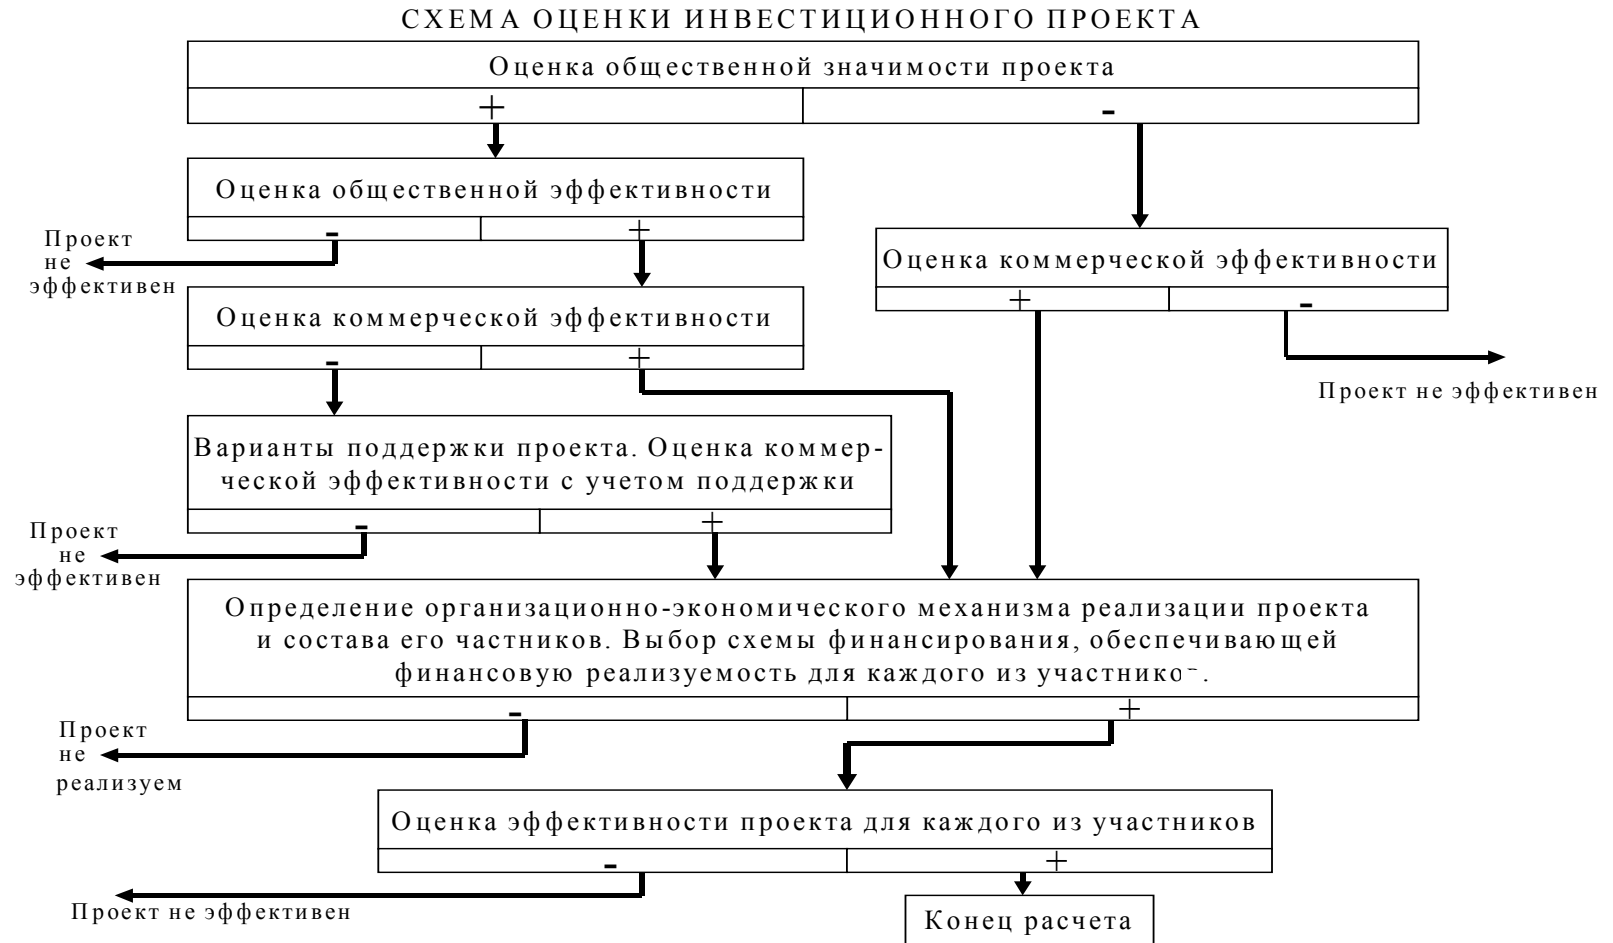 СХЕМА ОЦЕНКИ ИНВЕСТИЦИОННОГО ПРОЕКТА
Оценка общественной значимости проекта
+ -
Оценка общественной эффективности
- +
Проект
не
эффективен
Оценка коммерческой эффективности
+ -
Проект не эффективен
Оценка коммерческой эффективности
- +
Варианты поддержки проекта. Оценка коммер-
ческой эффективности с учетом поддержки
- +
Проект
не
эффективен
Определение организационно-экономического механизма реализации проекта
и состава его частников. Выбор схемы финансирования, обеспечивающей
финансовую реализуемость для каждого из
- +
Проект
не
реализуем
Оценка эффективности проекта для каждого из участников
- +
Проект не эффективен
Конец расчета